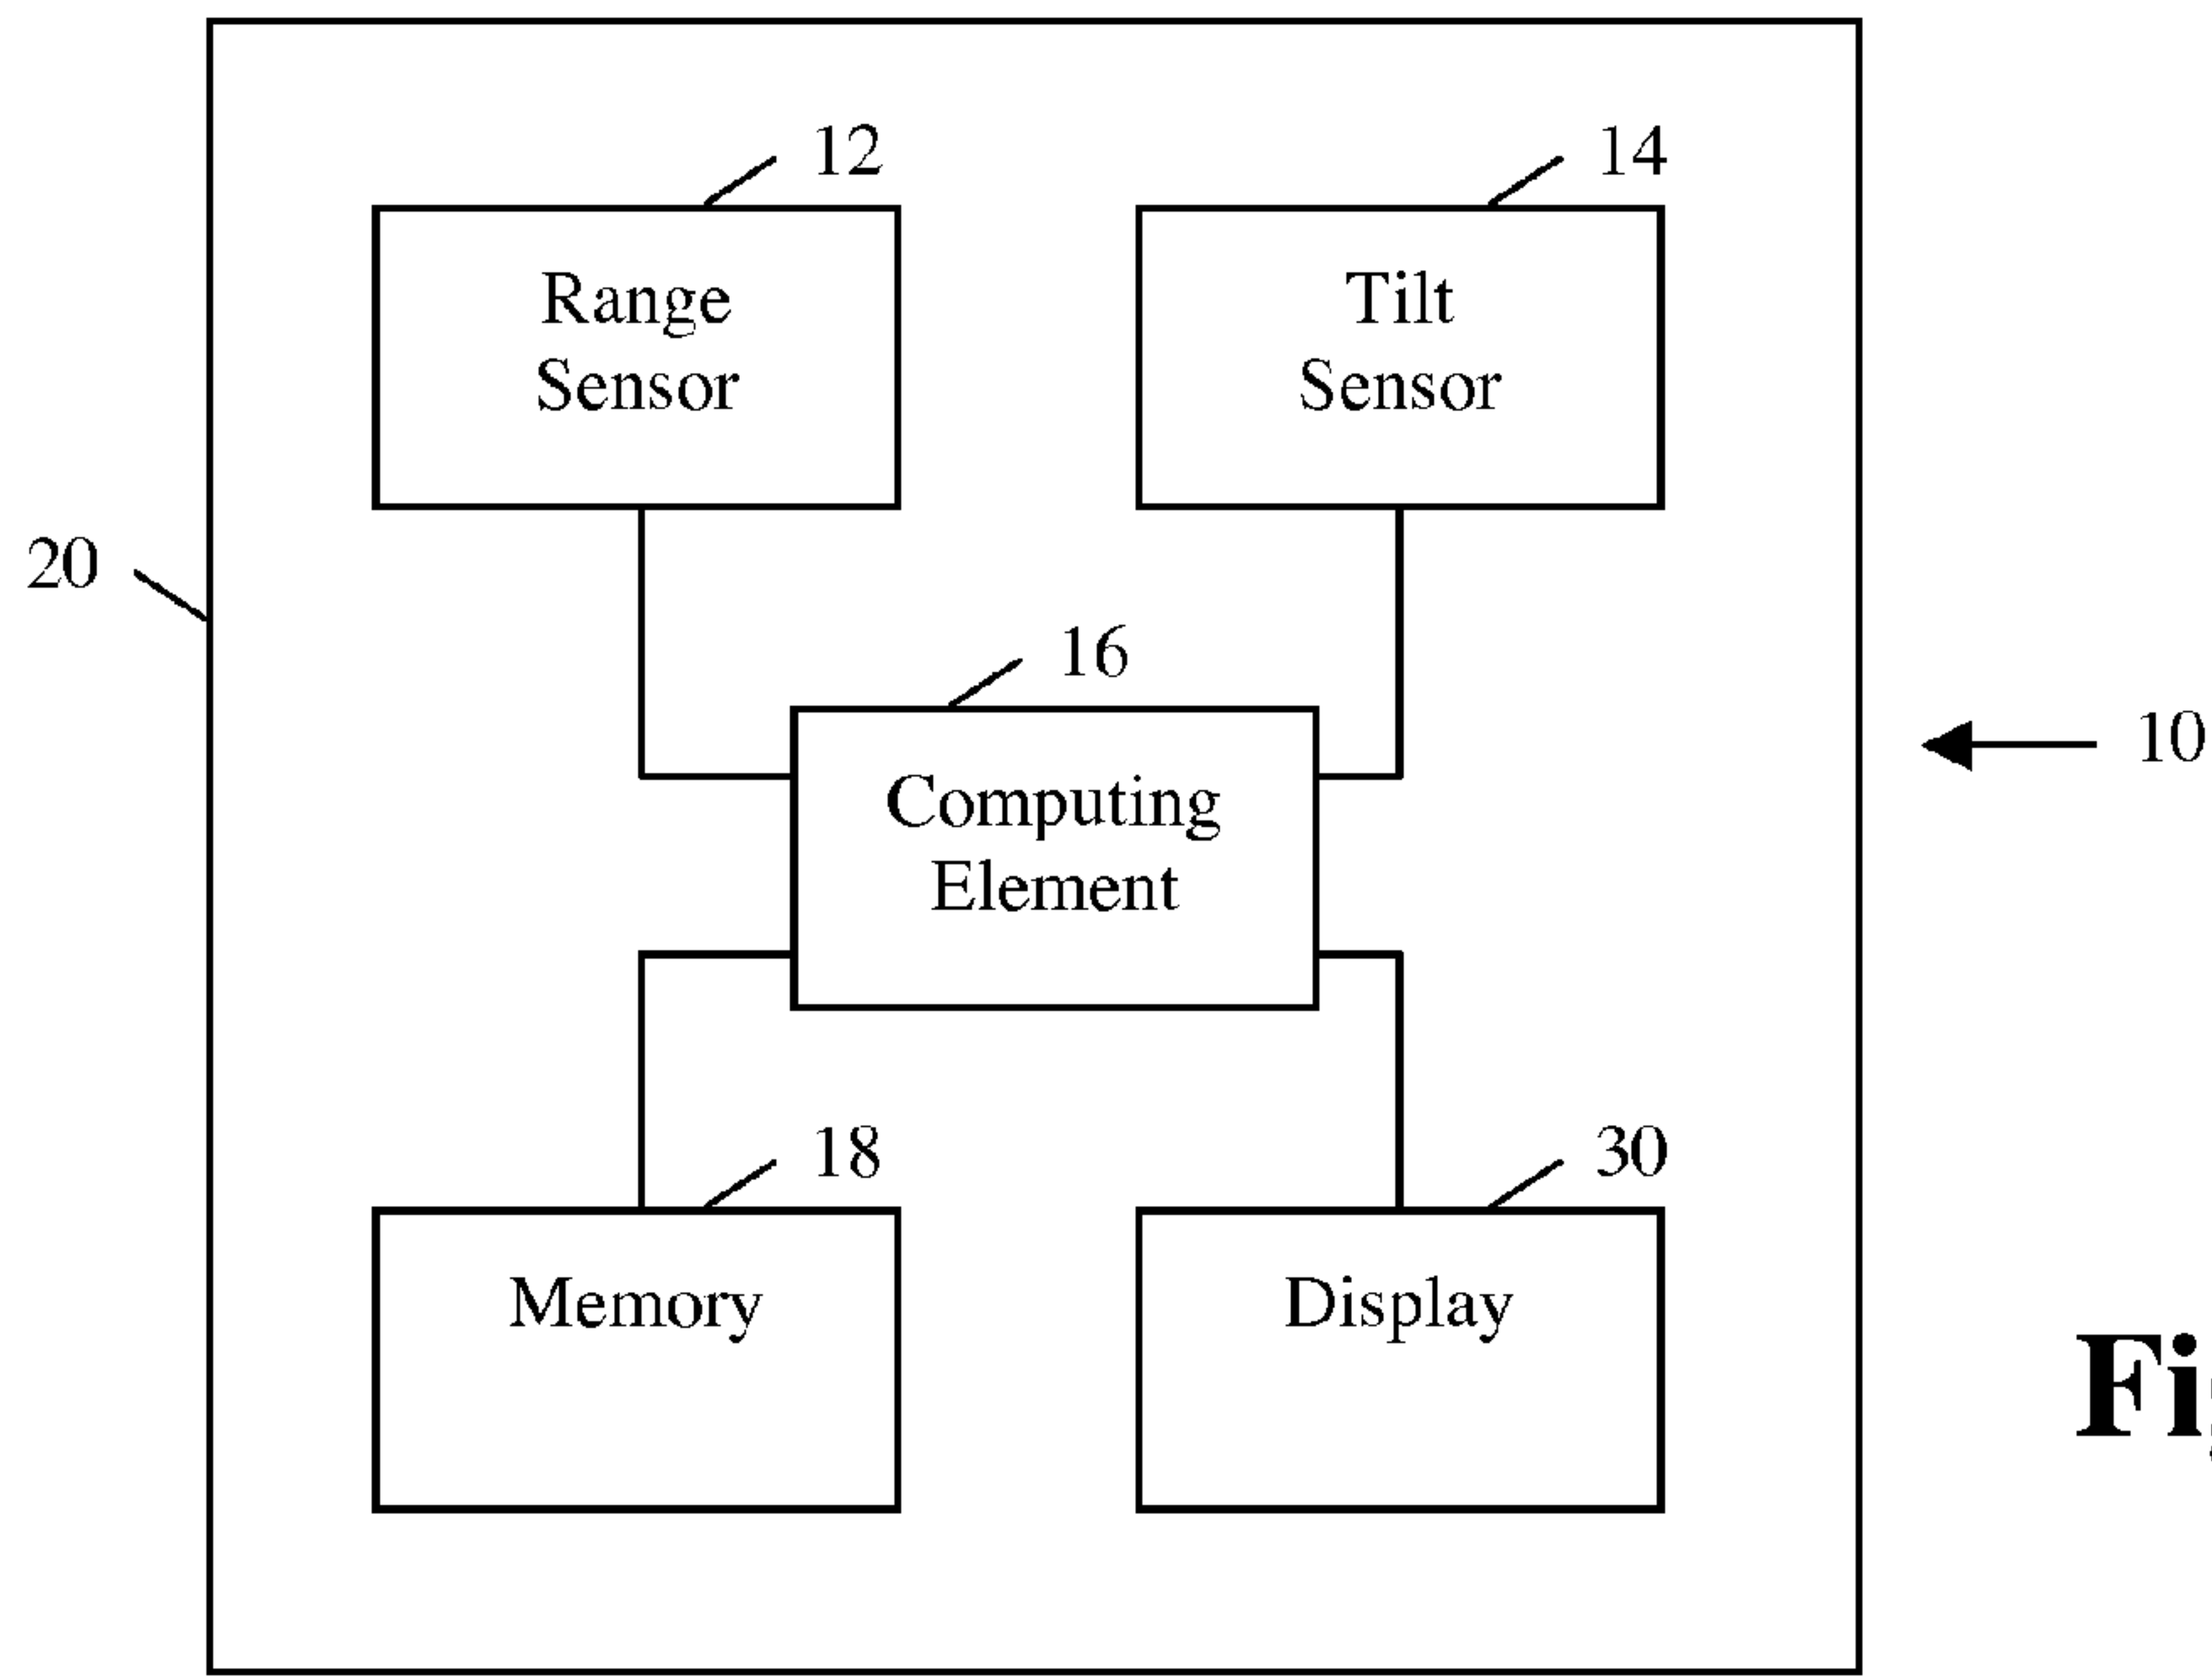 12
14
Range
Sensor
Tilt
Sensor
20
16
10
Computing
Element
18
30
Memory
Display